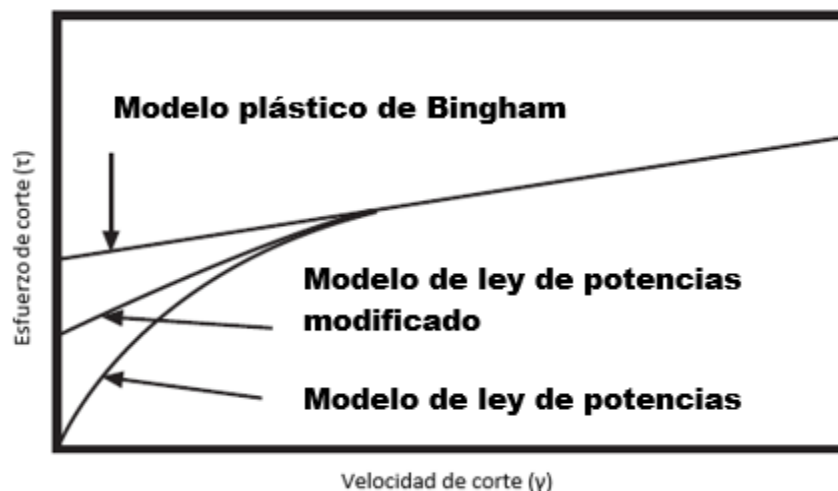 Modelo plástico de Bingham
Esfuerzo de corte (τ)
Modelo de ley de potencias
modificado
Modelo de ley de potencias
Velocidad de corte (γ)